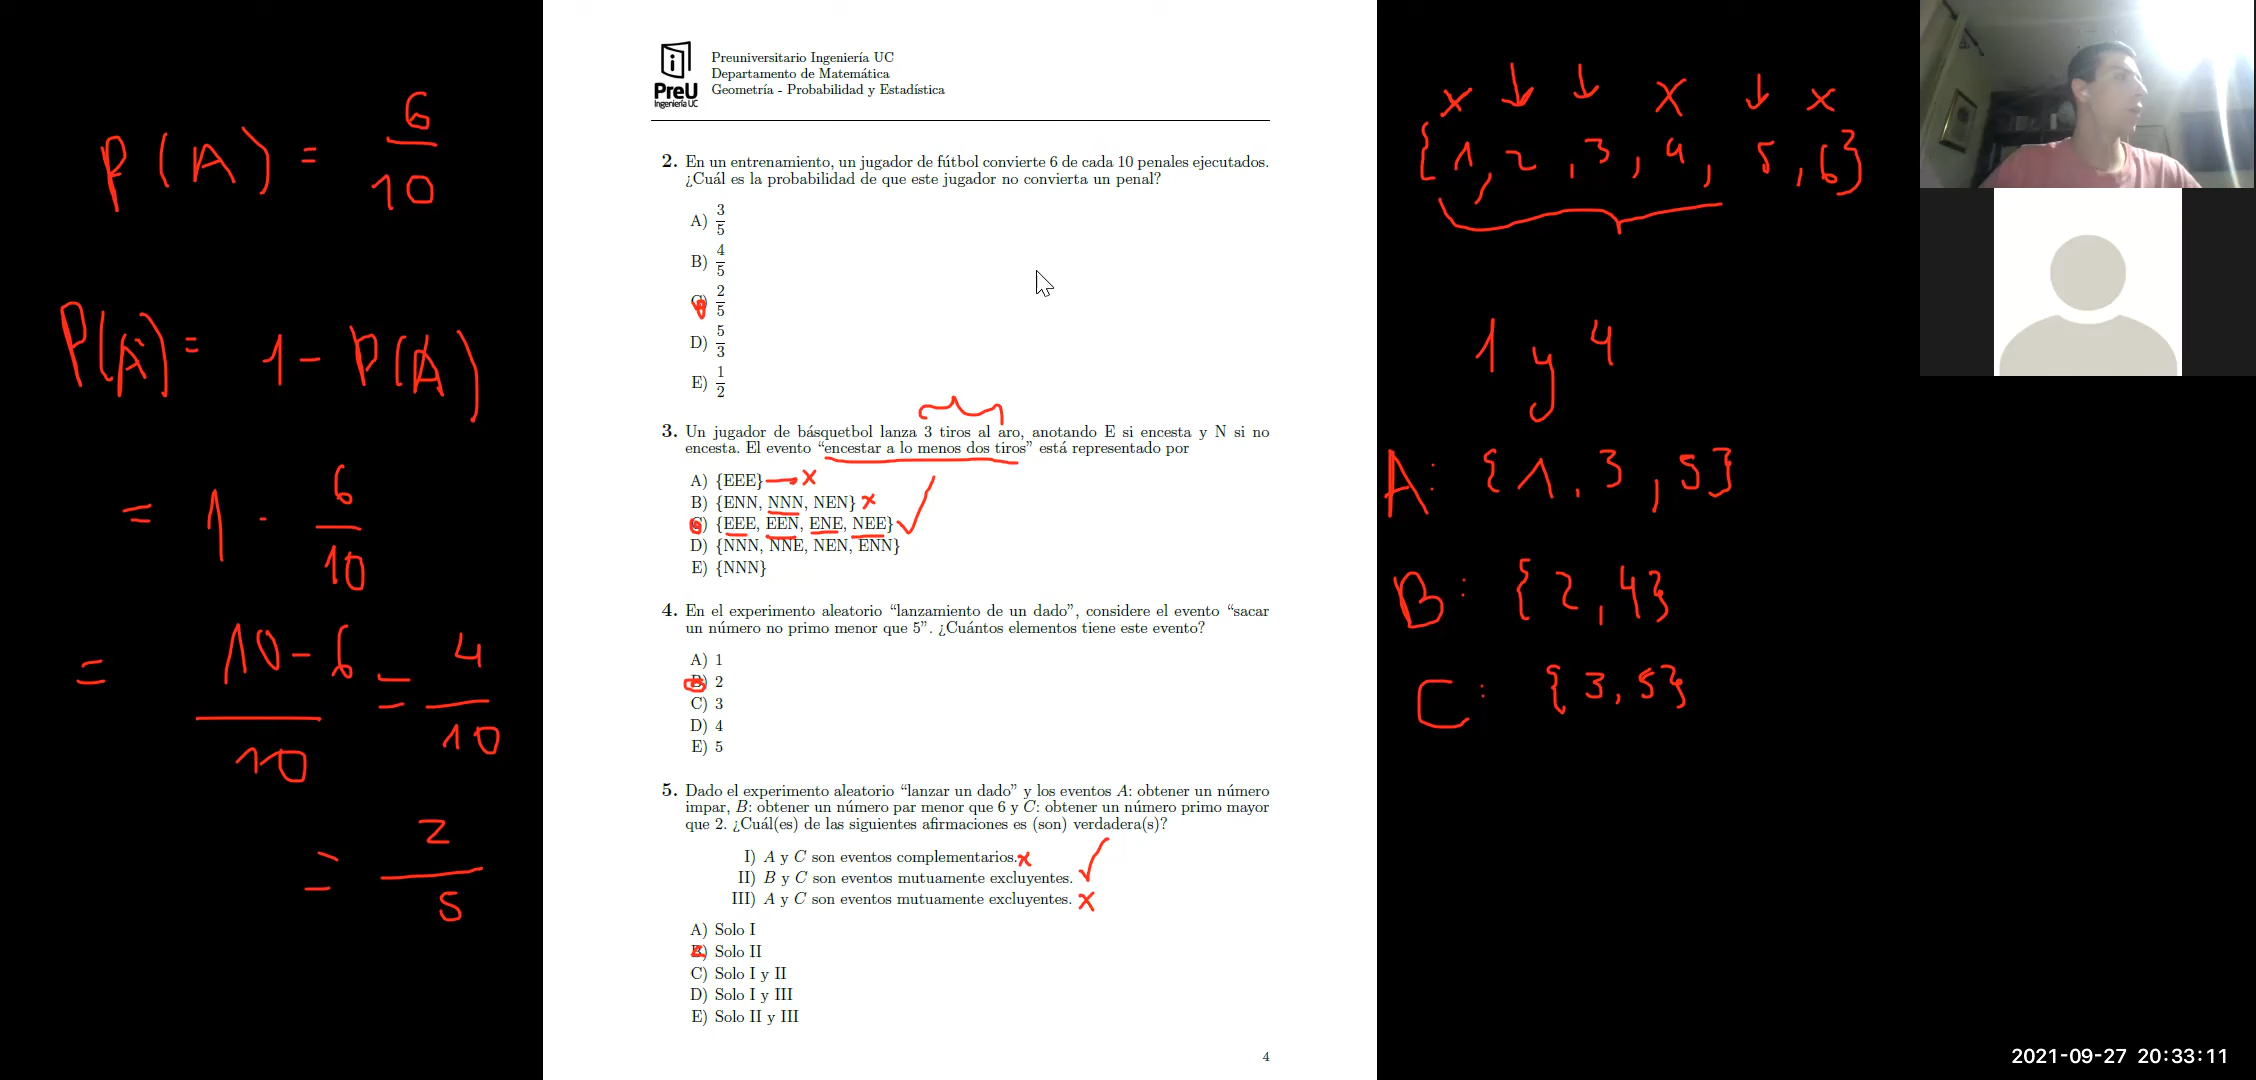 P(A) = 6/10
P(A') = 1 - P(A)
= 1 - 6/10
= 10-6/10 = 4/10
= 2/5
PreU
Ingeniería UC
Preuniversitario Ingeniería UC
Departamento de Matemática
Geometría - Probabilidad y Estadística
2. En un entrenamiento, un jugador de fútbol convierte 6 de cada 10 penales ejecutados.
¿Cuál es la probabilidad de que este jugador no convierta un penal?
A) 3/5
B) 4/5
C) 2/5
D) 5/3
E) 1/2
3. Un jugador de básquetbol lanza 3 tiros al aro, anotando E si encesta y N si no
encesta. El evento “encestar a lo menos dos tiros” está representado por
A) {EEE} x
B) {ENN, NNN, NEN} x
C) {EEE, EEN, ENE, NEE}
D) {NNN, NNE, NEN, ENN}
E) {NNN}
4. En el experimento aleatorio “lanzamiento de un dado”, considere el evento “sacar
un número no primo menor que 5”. ¿Cuántos elementos tiene este evento?
A) 1
B) 2
C) 3
D) 4
E) 5
5. Dado el experimento aleatorio “lanzar un dado” y los eventos A: obtener un número
impar, B: obtener un número par menor que 6 y C: obtener un número primo mayor
que 2. ¿Cuál(es) de las siguientes afirmaciones es (son) verdadera(s)?
I) A y C son eventos complementarios. x
II) B y C son eventos mutuamente excluyentes.
III) A y C son eventos mutuamente excluyentes. x
A) Solo I
B) Solo II
C) Solo I y II
D) Solo I y III
E) Solo II y III
4
x ↓ ↓ x ↓ x
{1, 2, 3, 4, 5, 6}
1 y 4
A: {1, 3, 5}
B: {2, 4}
C: {3, 5}
2021-09-27 20:33:11